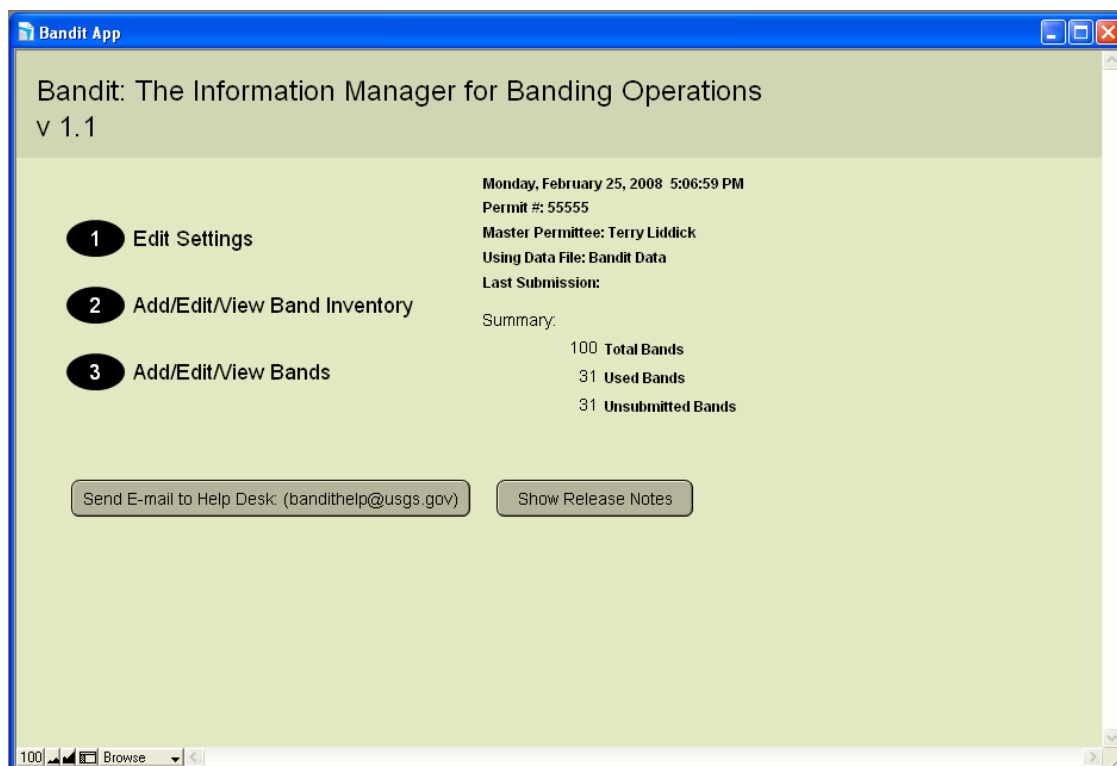 Bandit App
Bandit: The Information Manager for Banding Operations
v 1.1
Monday, February 25, 2008 5:06:59 PM
Permit #: 55555
Master Permittee: Terry Liddick
Using Data File: Bandit Data
Last Submission:
1 Edit Settings
2 Add/Edit/View Band Inventory
3 Add/Edit/View Bands
Summary:
100 Total Bands
31 Used Bands
31 Unsubmitted Bands
Send E-mail to Help Desk: (bandithelp@usgs.gov)
Show Release Notes
100 Browse